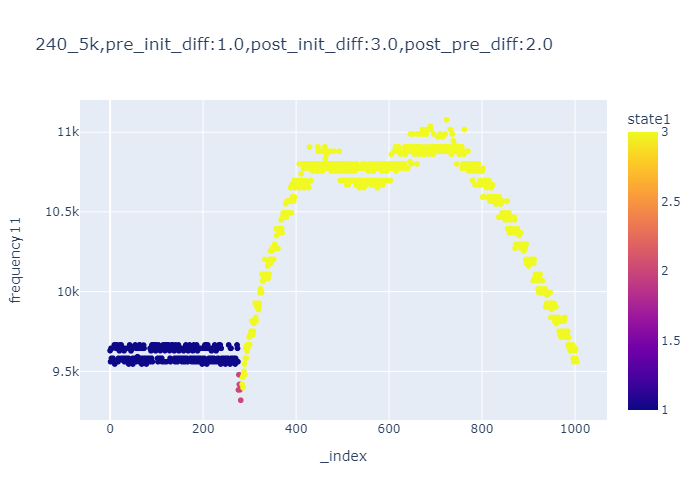 240_5k,pre_init_diff:1.0,post_init_diff:3.0,post_pre_diff:2.0
state1
11k
10.5k
10k
9.5k
frequency11
0
200
400
600
800
1000
_index
3
2.5
2
1.5
1